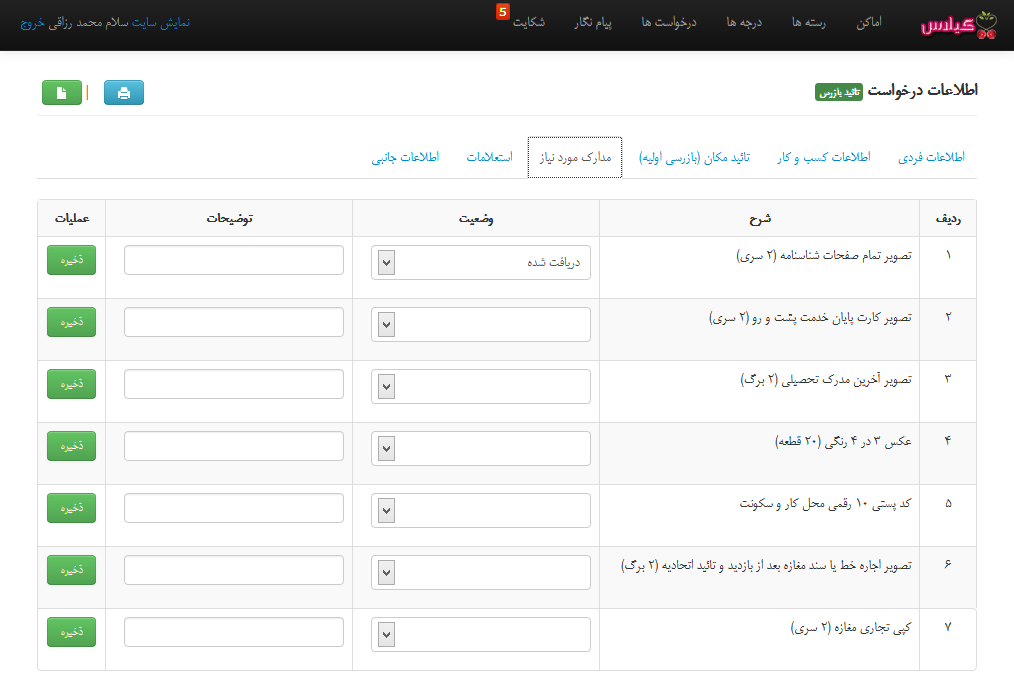 گیلاس
اماکن
رسته ها
درجه ها
درخواست ها
پیام نگار
شکایت 5
نمایش سایت سلام محمد رزاقی خروج
اطلاعات درخواست تائید بازرس
|
اطلاعات فردی
اطلاعات کسب و کار
تائید مکان (بازرسی اولیه)
مدارک مورد نیاز
استعلامات
اطلاعات جانبی
ردیف شرح وضعیت توضیحات عملیات
۱ تصویر تمام صفحات شناسنامه (۲ سری) دریافت شده ذخیره
۲ تصویر کارت پایان خدمت پشت و رو (۲ سری) ذخیره
۳ تصویر آخرین مدرک تحصیلی (۲ برگ) ذخیره
۴ عکس ۳ در ۴ رنگی (۲۰ قطعه) ذخیره
۵ کد پستی ۱۰ رقمی محل کار و سکونت ذخیره
۶ تصویر اجاره خط یا سند مغازه بعد از بازدید و تائید اتحادیه (۲ برگ) ذخیره
۷ کپی تجاری مغازه (۲ سری) ذخیره